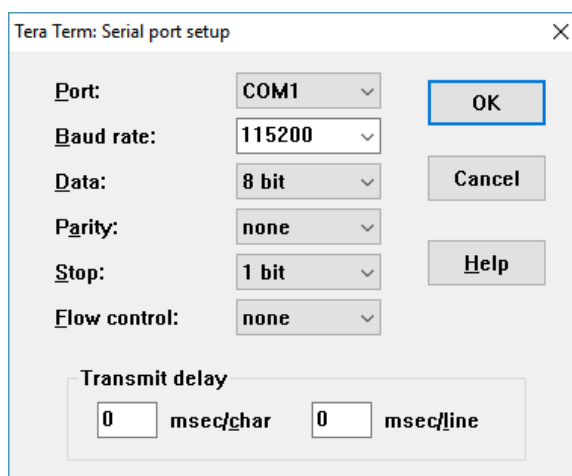 Tera Term: Serial port setup
Port: COM1
OK
Baud rate: 115200
Data: 8 bit
Cancel
Parity: none
Stop: 1 bit
Help
Flow control: none
Transmit delay
0 msec/char 0 msec/line